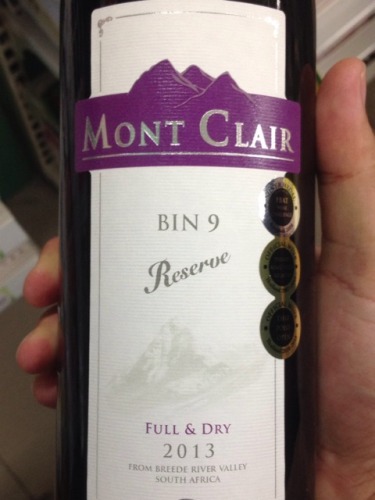 MONT CLAIR
BIN 9
Reserve
FULL & DRY
2013
FROM BREEDE RIVER VALLEY
SOUTH AFRICA